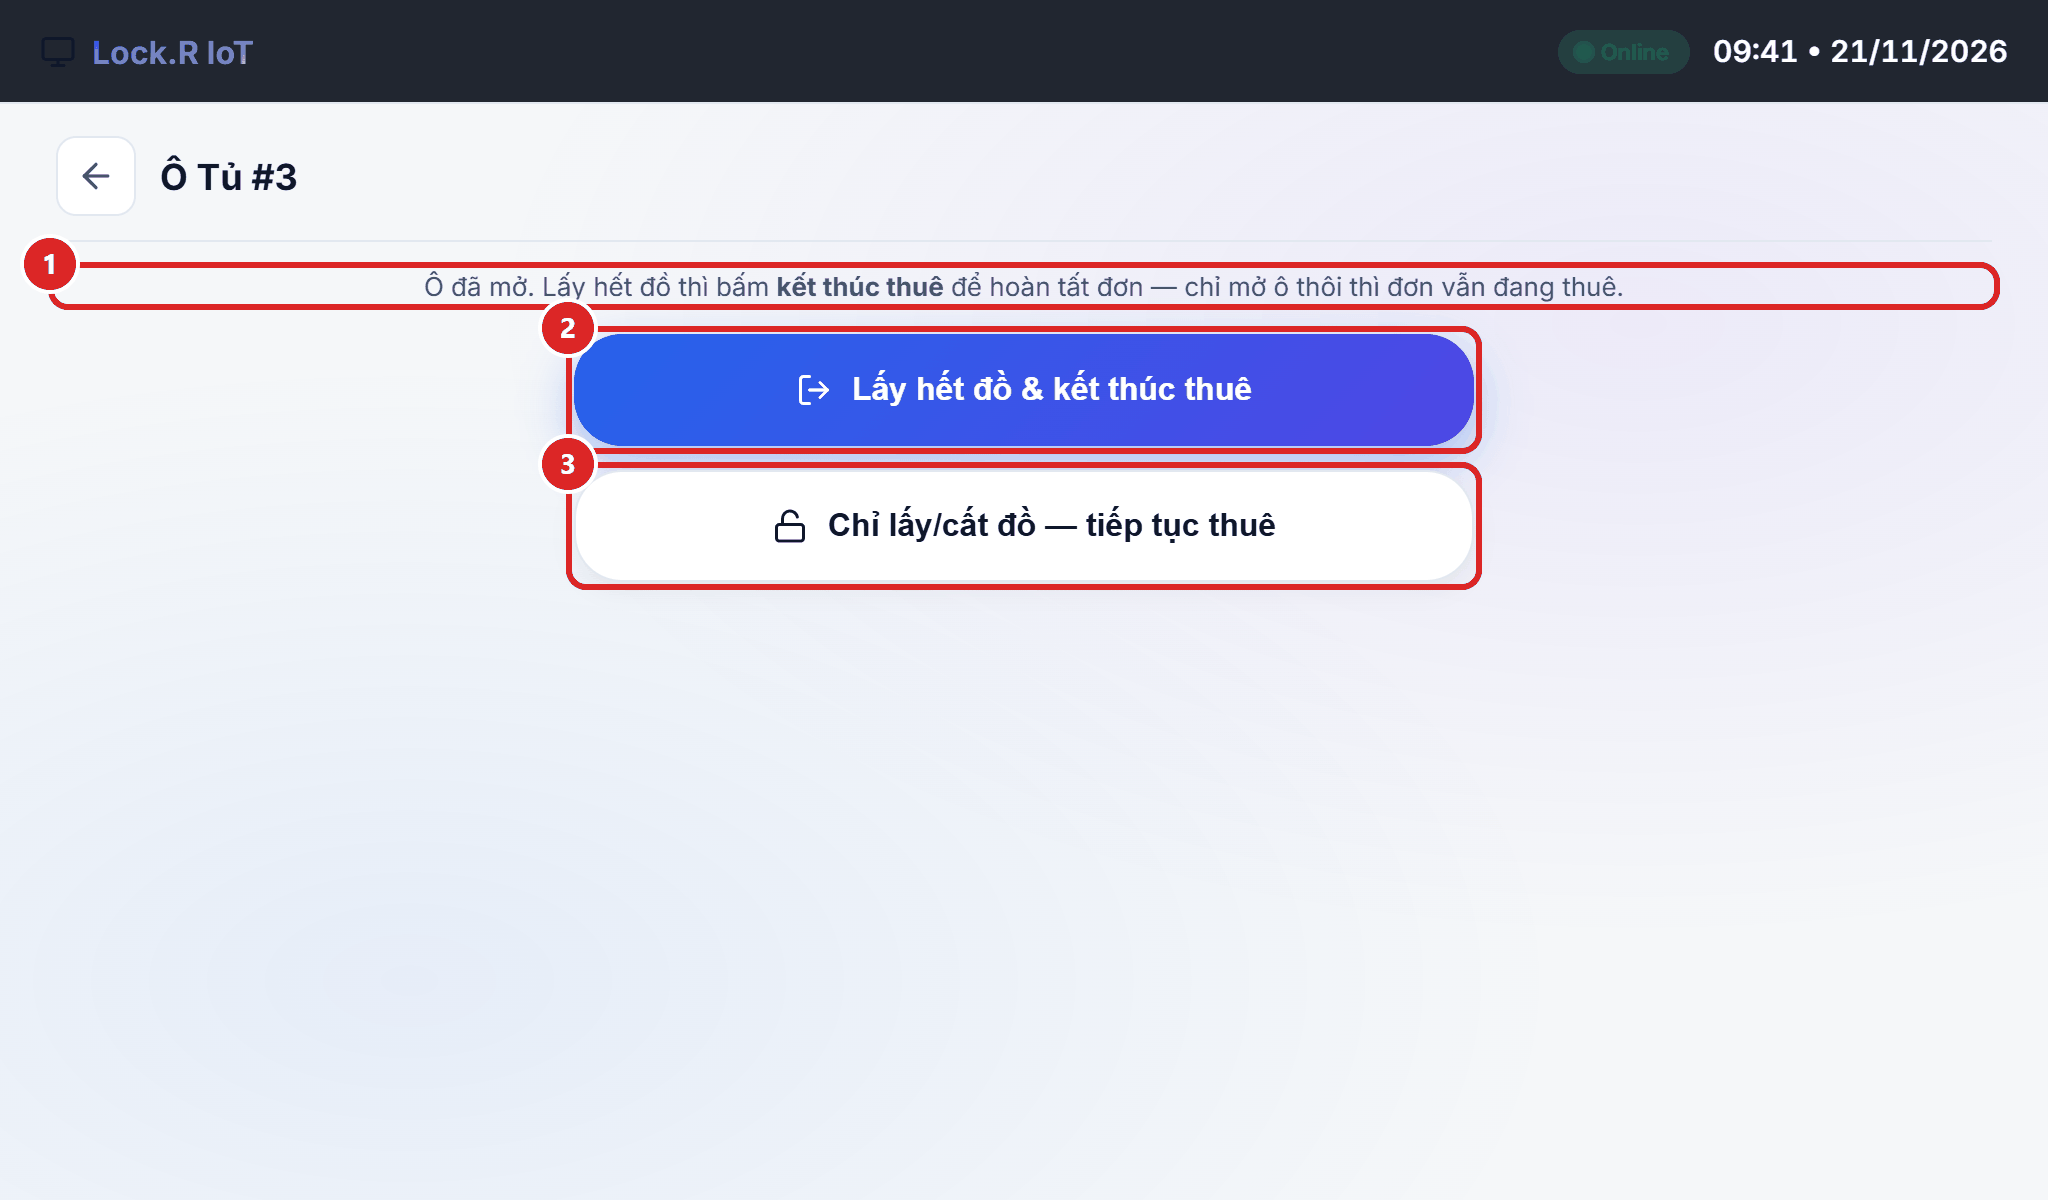 Lock.R IoT
Online 09:41 • 21/11/2026
Ô Tủ #3
1
Ô đã mở. Lấy hết đồ thì bấm kết thúc thuê để hoàn tất đơn — chỉ mở ô thôi thì đơn vẫn đang thuê.
2
Lấy hết đồ & kết thúc thuê
3
Chỉ lấy/cất đồ — tiếp tục thuê